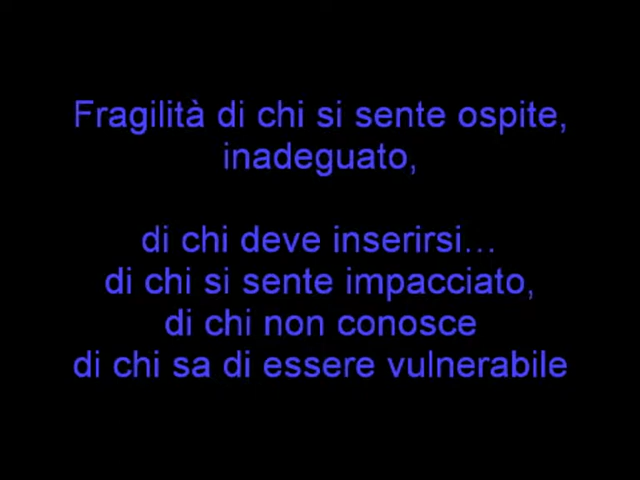 Fragilità di chi si sente ospite,
inadeguato,
di chi deve inserirsi...
di chi si sente impacciato,
di chi non conosce
di chi sa di essere vulnerabile